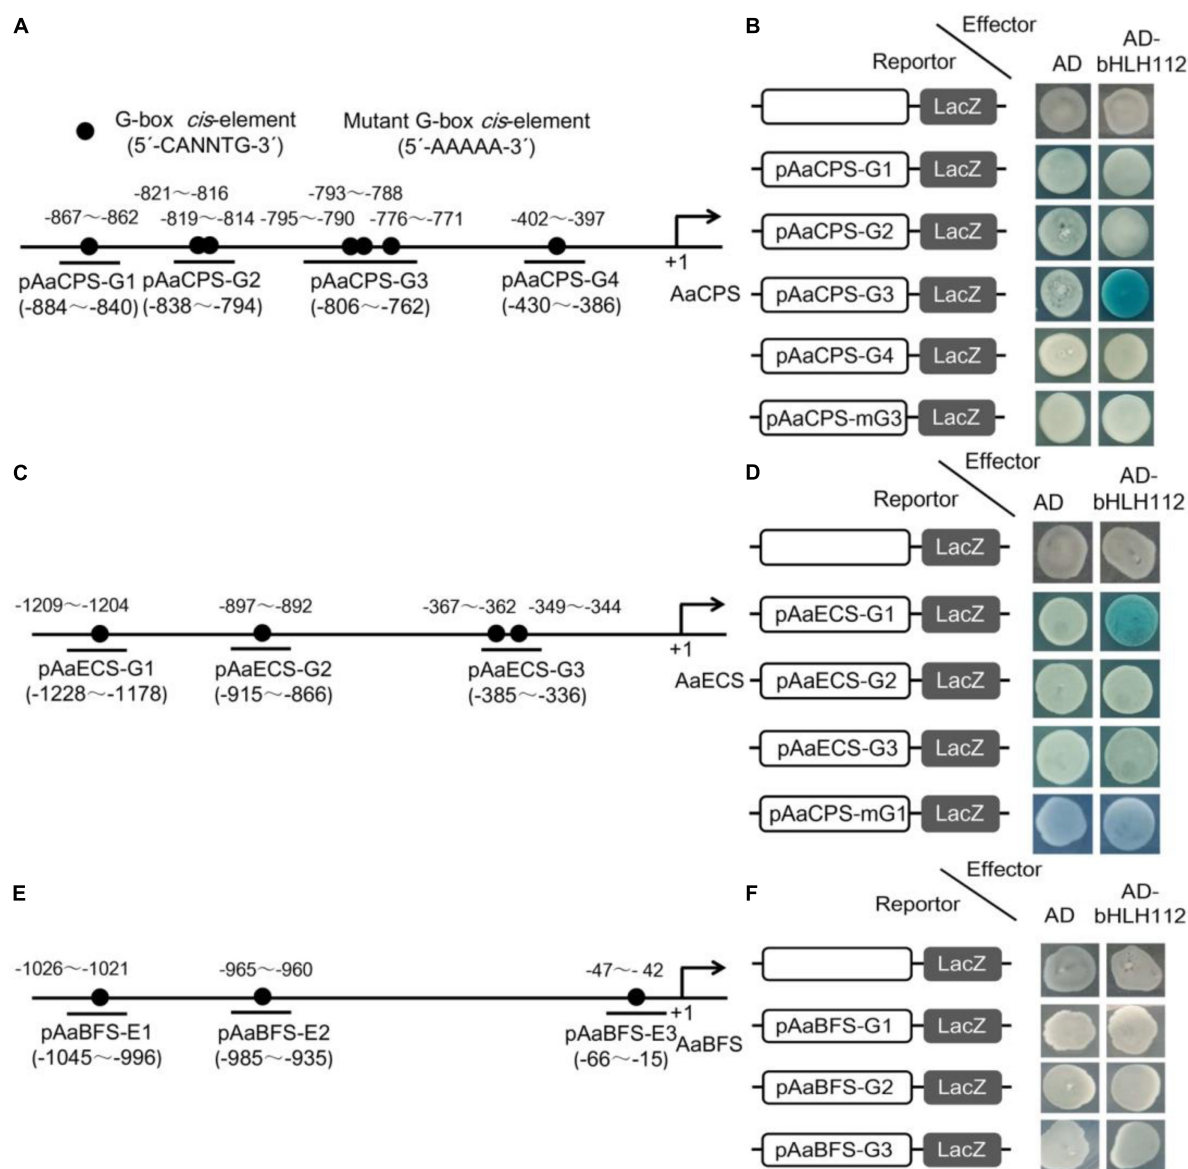 A
G-box cis-element
(5´-CANNTG-3´)
Mutant G-box cis-element
(5´-AAAAA-3´)
-821~-816
-793~-788
-867~-862
-819~-814
-795~-790
-776~-771
-402~-397
+1
pAaCPS-G1
(-884~-840)
pAaCPS-G2
(-838~-794)
pAaCPS-G3
(-806~-762)
pAaCPS-G4
(-430~-386)
AaCPS
B
Effector
Reportor
AD
AD-
bHLH112
LacZ
pAaCPS-G1 LacZ
pAaCPS-G2 LacZ
pAaCPS-G3 LacZ
pAaCPS-G4 LacZ
pAaCPS-mG3 LacZ
C
-1209~-1204
-897~-892
-367~-362
-349~-344
+1
pAaECS-G1
(-1228~-1178)
pAaECS-G2
(-915~-866)
pAaECS-G3
(-385~-336)
AaECS
D
Effector
Reportor
AD
AD-
bHLH112
LacZ
pAaECS-G1 LacZ
pAaECS-G2 LacZ
pAaECS-G3 LacZ
pAaCPS-mG1 LacZ
E
-1026~-1021
-965~-960
-47~- 42
+1
pAaBFS-E1
(-1045~-996)
pAaBFS-E2
(-985~-935)
pAaBFS-E3
(-66~-15)
AaBFS
F
Effector
Reportor
AD
AD-
bHLH112
LacZ
pAaBFS-G1 LacZ
pAaBFS-G2 LacZ
pAaBFS-G3 LacZ